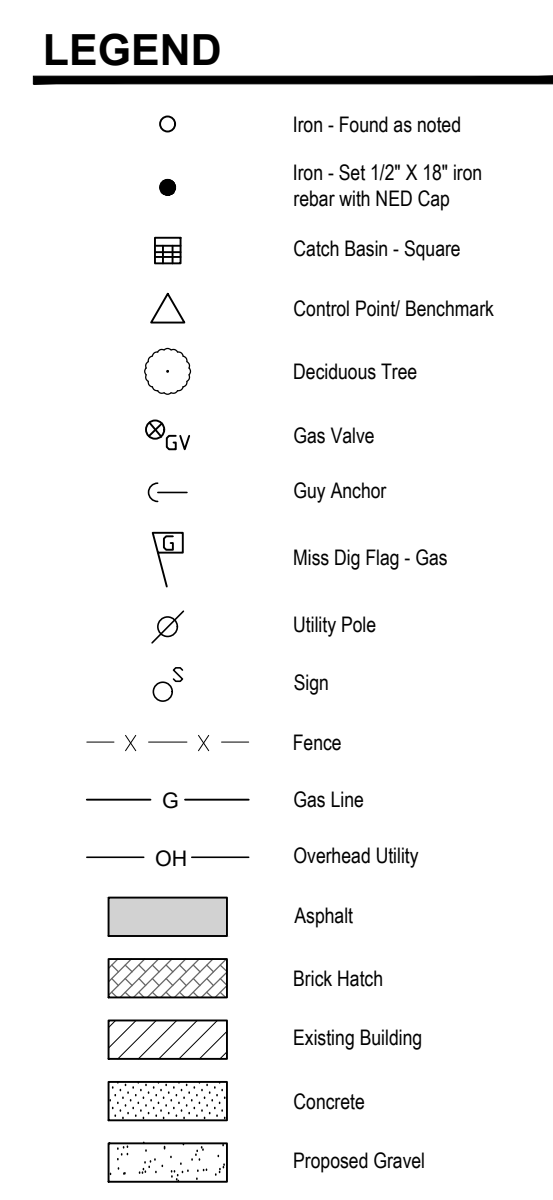 LEGEND
Iron - Found as noted
Iron - Set 1/2" X 18" iron
rebar with NED Cap
Catch Basin - Square
Control Point/ Benchmark
Deciduous Tree
GV Gas Valve
Guy Anchor
G Miss Dig Flag - Gas
Utility Pole
S Sign
X X Fence
G Gas Line
OH Overhead Utility
Asphalt
Brick Hatch
Existing Building
Concrete
Proposed Gravel